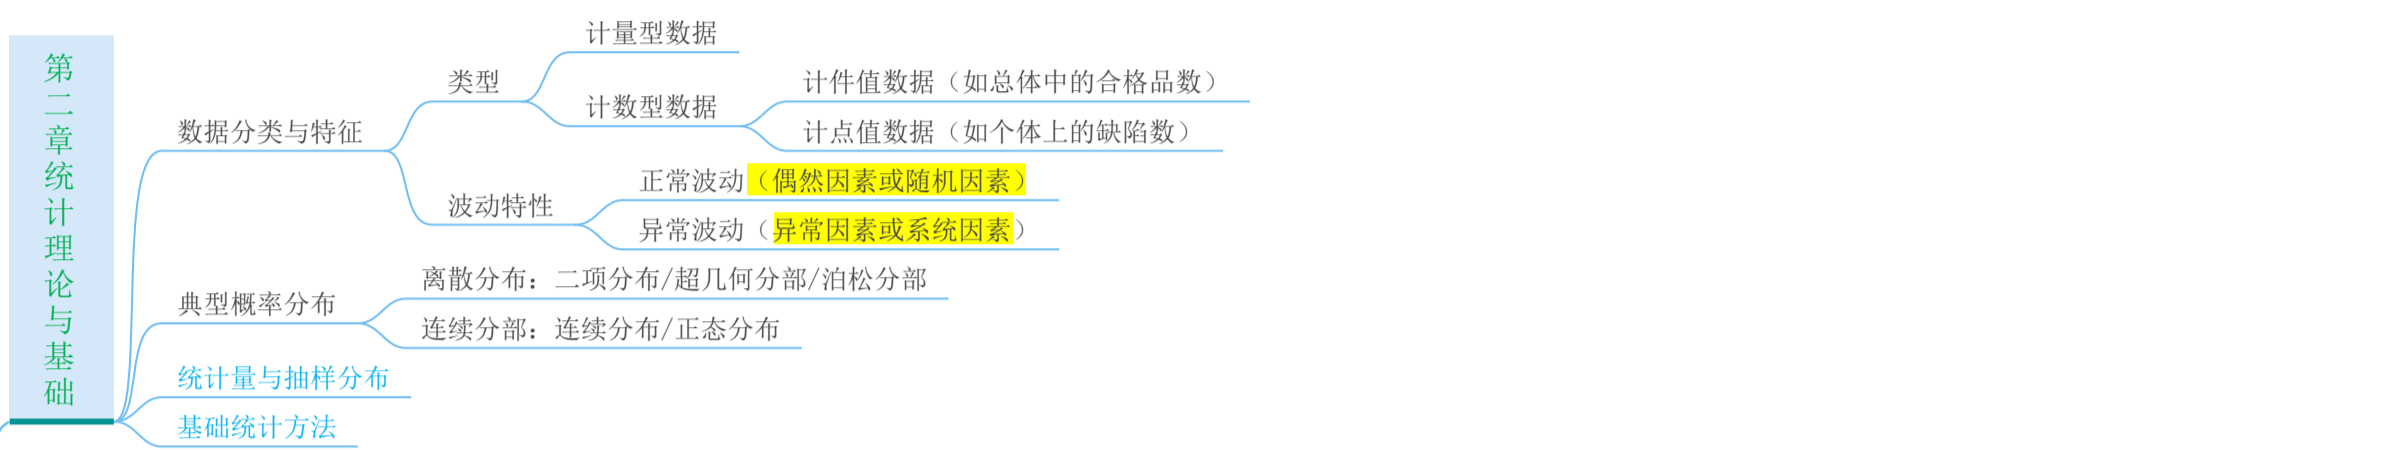 第二章统计理论与基础
数据分类与特征
类型
计量型数据
计数型数据
计件值数据（如总体中的合格品数）
计点值数据（如个体上的缺陷数）
波动特性
正常波动（偶然因素或随机因素）
异常波动（异常因素或系统因素）
典型概率分布
离散分布：二项分布/超几何分部/泊松分部
连续分部：连续分布/正态分布
统计量与抽样分布
基础统计方法